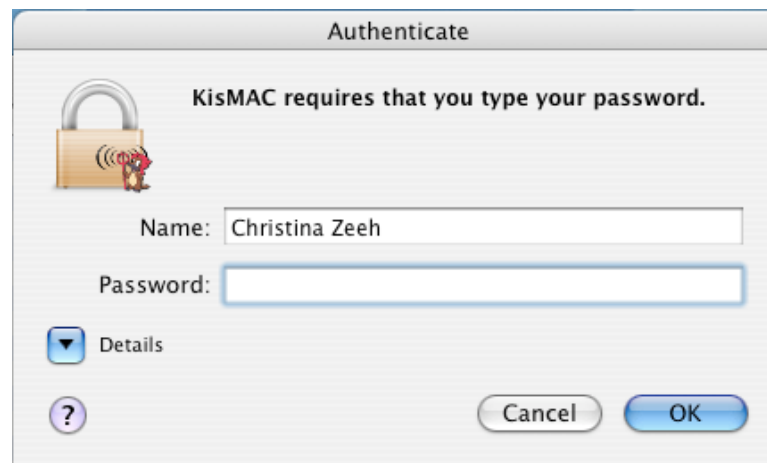 Authenticate
KisMAC requires that you type your password.
Name: Christina Zeeh
Password:
Details
? Cancel OK